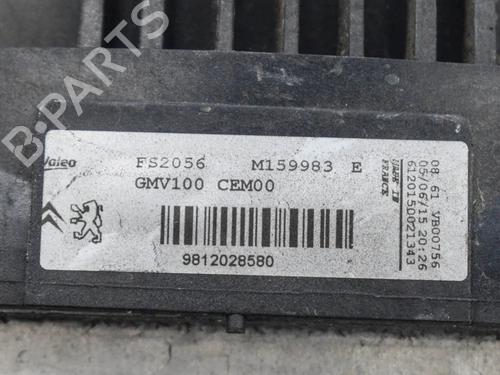 B-PARTS
Valeo
FS2056 M159983 E
GMV100 CEM00
9812028580
MADE IN
FRANCE
08 61 VB00756
05/06/15 20:26
6120150021343